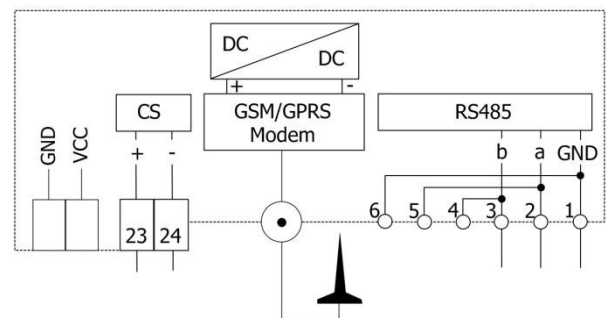 DC
DC
+ -
CS
GSM/GPRS
Modem
RS485
GND
VCC
+ -
b a GND
23 24
6 5 4 3 2 1